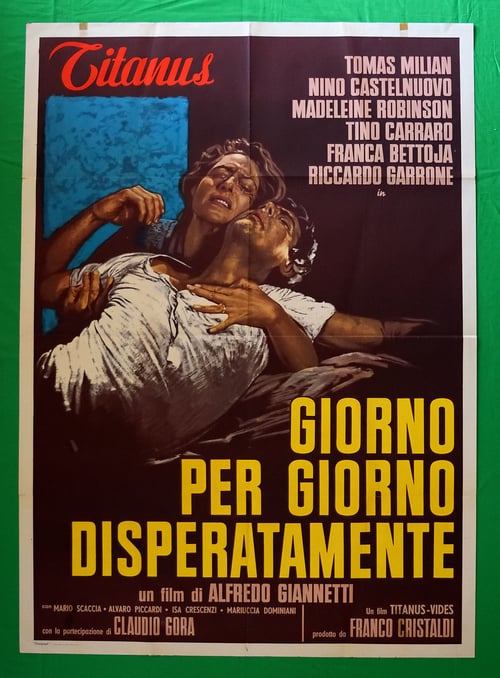 Titanus
TOMAS MILIAN
NINO CASTELNUOVO
MADELEINE ROBINSON
TINO CARRARO
FRANCA BETTOJA
RICCARDO GARRONE
in
GIORNO
PER GIORNO
DISPERATAMENTE
un film di ALFREDO GIANNETTI
con MARIO SCACCIA • ALVARO PICCARDI • ISA CRESCENZI • MARIUCCIA DOMINIANI
con la partecipazione di CLAUDIO GORA
Un film TITANUS-VIDES
prodotto da FRANCO CRISTALDI